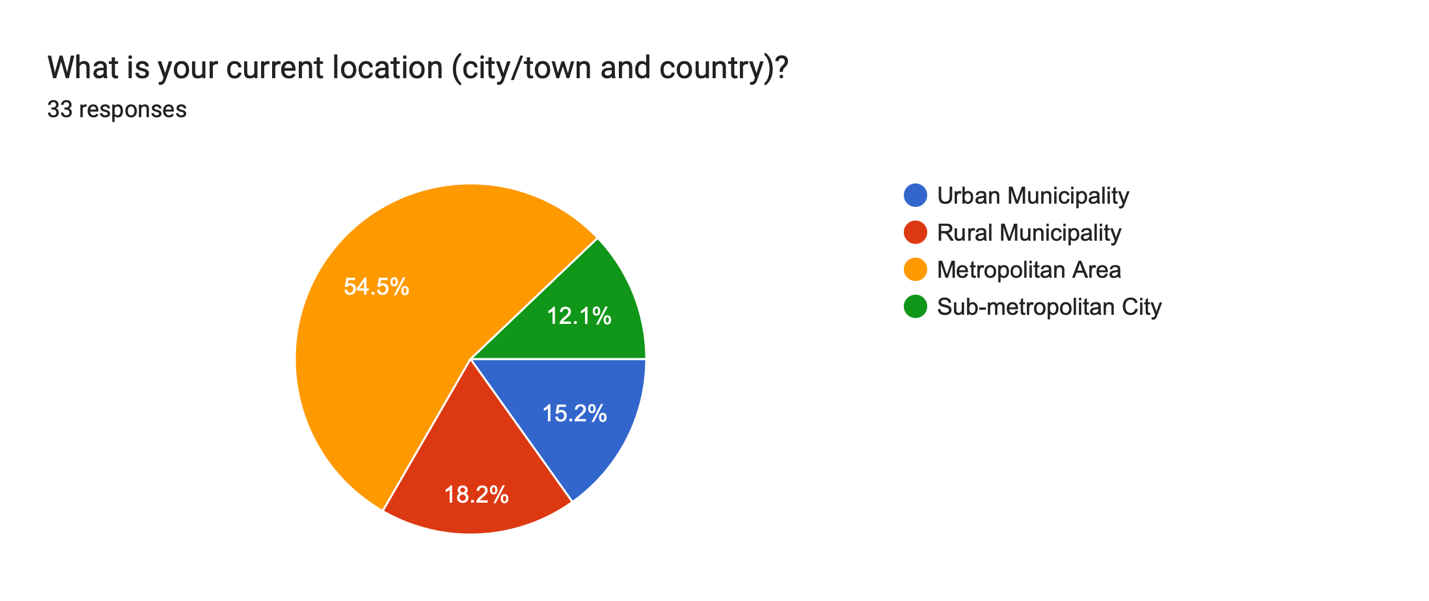 What is your current location (city/town and country)?
33 responses
54.5%
12.1%
15.2%
18.2%
Urban Municipality
Rural Municipality
Metropolitan Area
Sub-metropolitan City